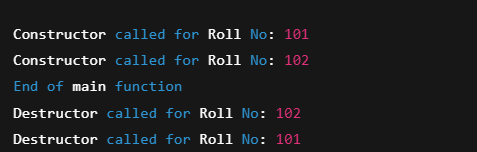 Constructor called for Roll No: 101
Constructor called for Roll No: 102
End of main function
Destructor called for Roll No: 102
Destructor called for Roll No: 101